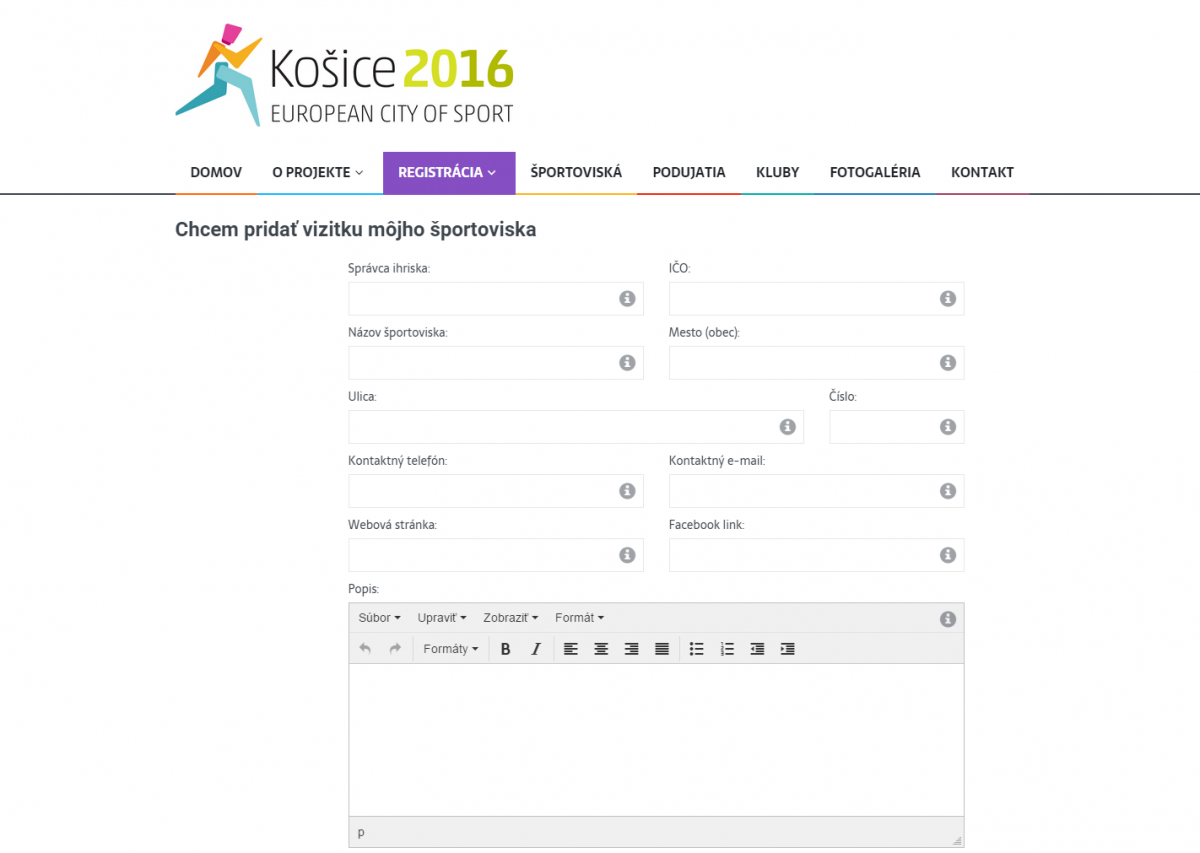 Košice 2016
EUROPEAN CITY OF SPORT
DOMOV O PROJEKTE REGISTRÁCIA ŠPORTOVISKÁ PODUJATIA KLUBY FOTOGALÉRIA KONTAKT
Chcem pridať vizitku môjho športoviska
Správca ihriska: IČO:
Názov športoviska: Mesto (obec):
Ulica: Číslo:
Kontaktný telefón: Kontaktný e-mail:
Webová stránka: Facebook link:
Popis:
Súbor Upraviť Zobraziť Formát
Formáty B I
p